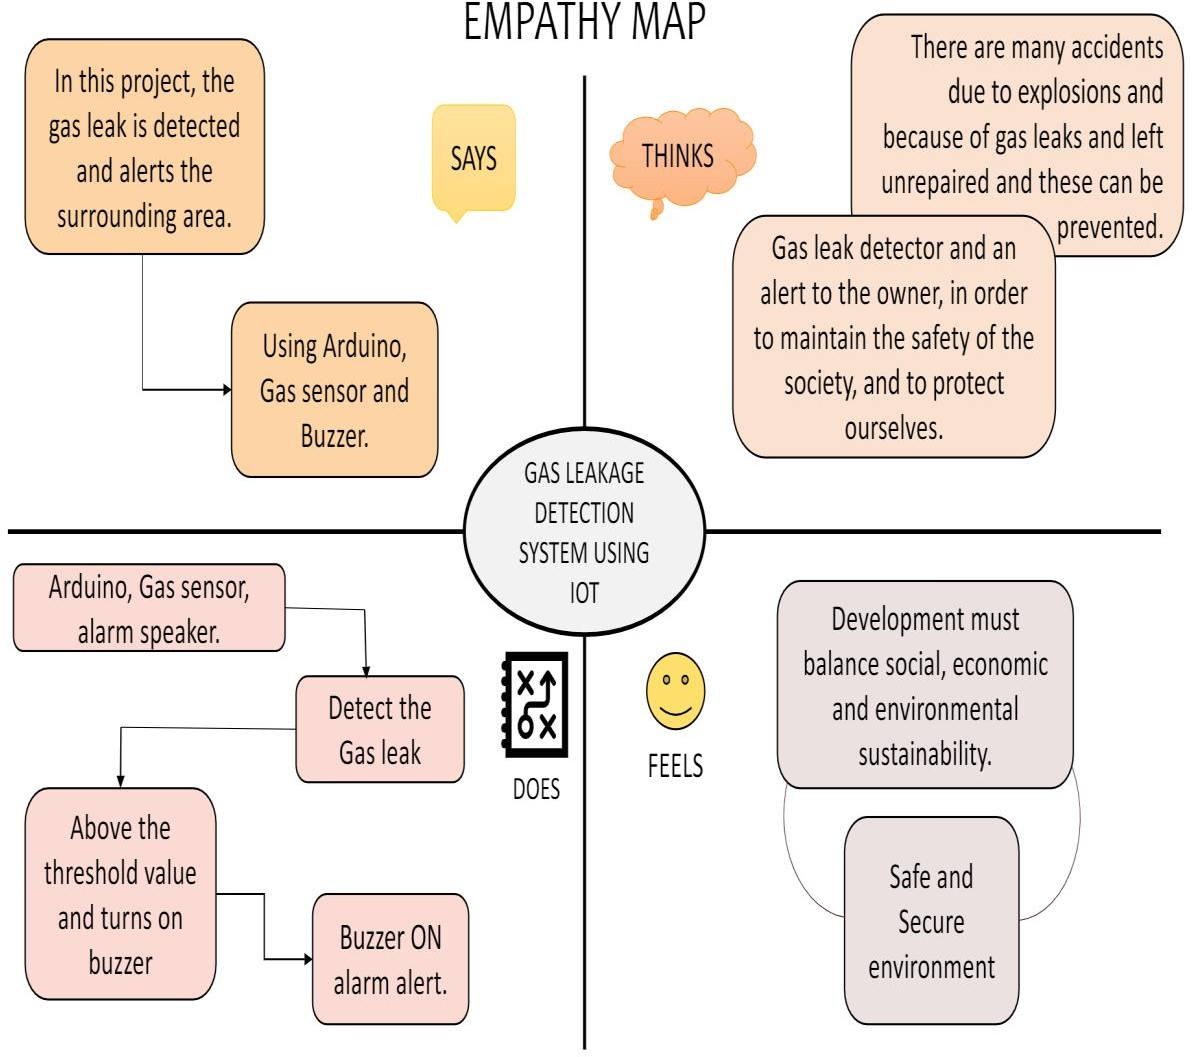 EMPATHY MAP
In this project, the
gas leak is detected
and alerts the
surrounding area.
Using Arduino,
Gas sensor and
Buzzer.
SAYS
THINKS
There are many accidents
due to explosions and
because of gas leaks and left
unrepaired and these can be
prevented.
Gas leak detector and an
alert to the owner, in order
to maintain the safety of the
society, and to protect
ourselves.
GAS LEAKAGE
DETECTION
SYSTEM USING
IOT
Arduino, Gas sensor,
alarm speaker.
Detect the
Gas leak
Above the
threshold value
and turns on
buzzer
Buzzer ON
alarm alert.
DOES
FEELS
Development must
balance social, economic
and environmental
sustainability.
Safe and
Secure
environment